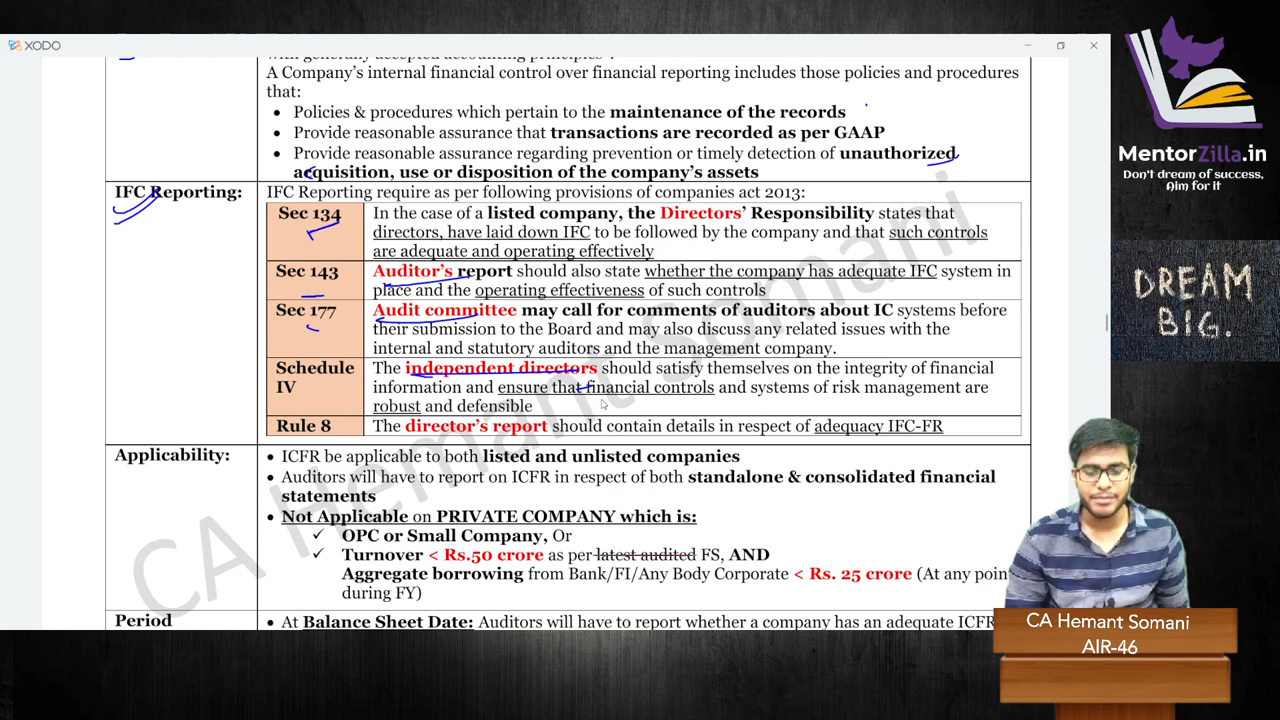 XODO
with generally accepted accounting principles".
A Company's internal financial control over financial reporting includes those policies and procedures
that:
• Policies & procedures which pertain to the maintenance of the records
• Provide reasonable assurance that transactions are recorded as per GAAP
• Provide reasonable assurance regarding prevention or timely detection of unauthorized
acquisition, use or disposition of the company's assets
IFC Reporting: IFC Reporting require as per following provisions of companies act 2013:
Sec 134 In the case of a listed company, the Directors' Responsibility states that
directors, have laid down IFC to be followed by the company and that such controls
are adequate and operating effectively
Sec 143 Auditor's report should also state whether the company has adequate IFC system in
place and the operating effectiveness of such controls
Sec 177 Audit committee may call for comments of auditors about IC systems before
their submission to the Board and may also discuss any related issues with the
internal and statutory auditors and the management company.
Schedule The independent directors should satisfy themselves on the integrity of financial
IV information and ensure that financial controls and systems of risk management are
robust and defensible
Rule 8 The director's report should contain details in respect of adequacy IFC-FR
Applicability: • ICFR be applicable to both listed and unlisted companies
• Auditors will have to report on ICFR in respect of both standalone & consolidated financial
statements
• Not Applicable on PRIVATE COMPANY which is:
✓ OPC or Small Company, Or
✓ Turnover < Rs.50 crore as per latest audited FS, AND
Aggregate borrowing from Bank/FI/Any Body Corporate < Rs. 25 crore (At any poin
during FY)
Period • At Balance Sheet Date: Auditors will have to report whether a company has an adequate ICFR
CA Hemant Somani
MentorZilla.in
Don't dream of success,
Aim for it
DREAM
BIG.
CA Hemant Somani
AIR-46